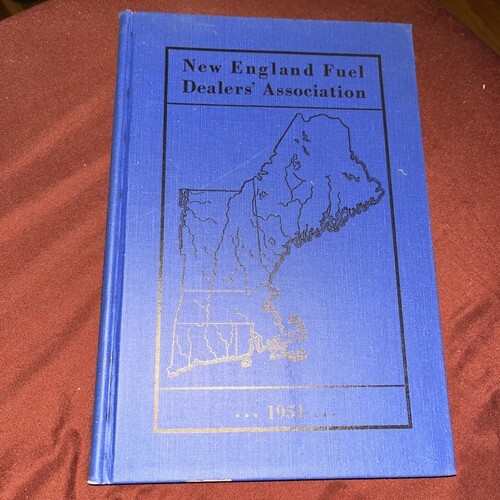 New England Fuel
Dealers' Association
... 1951 ...